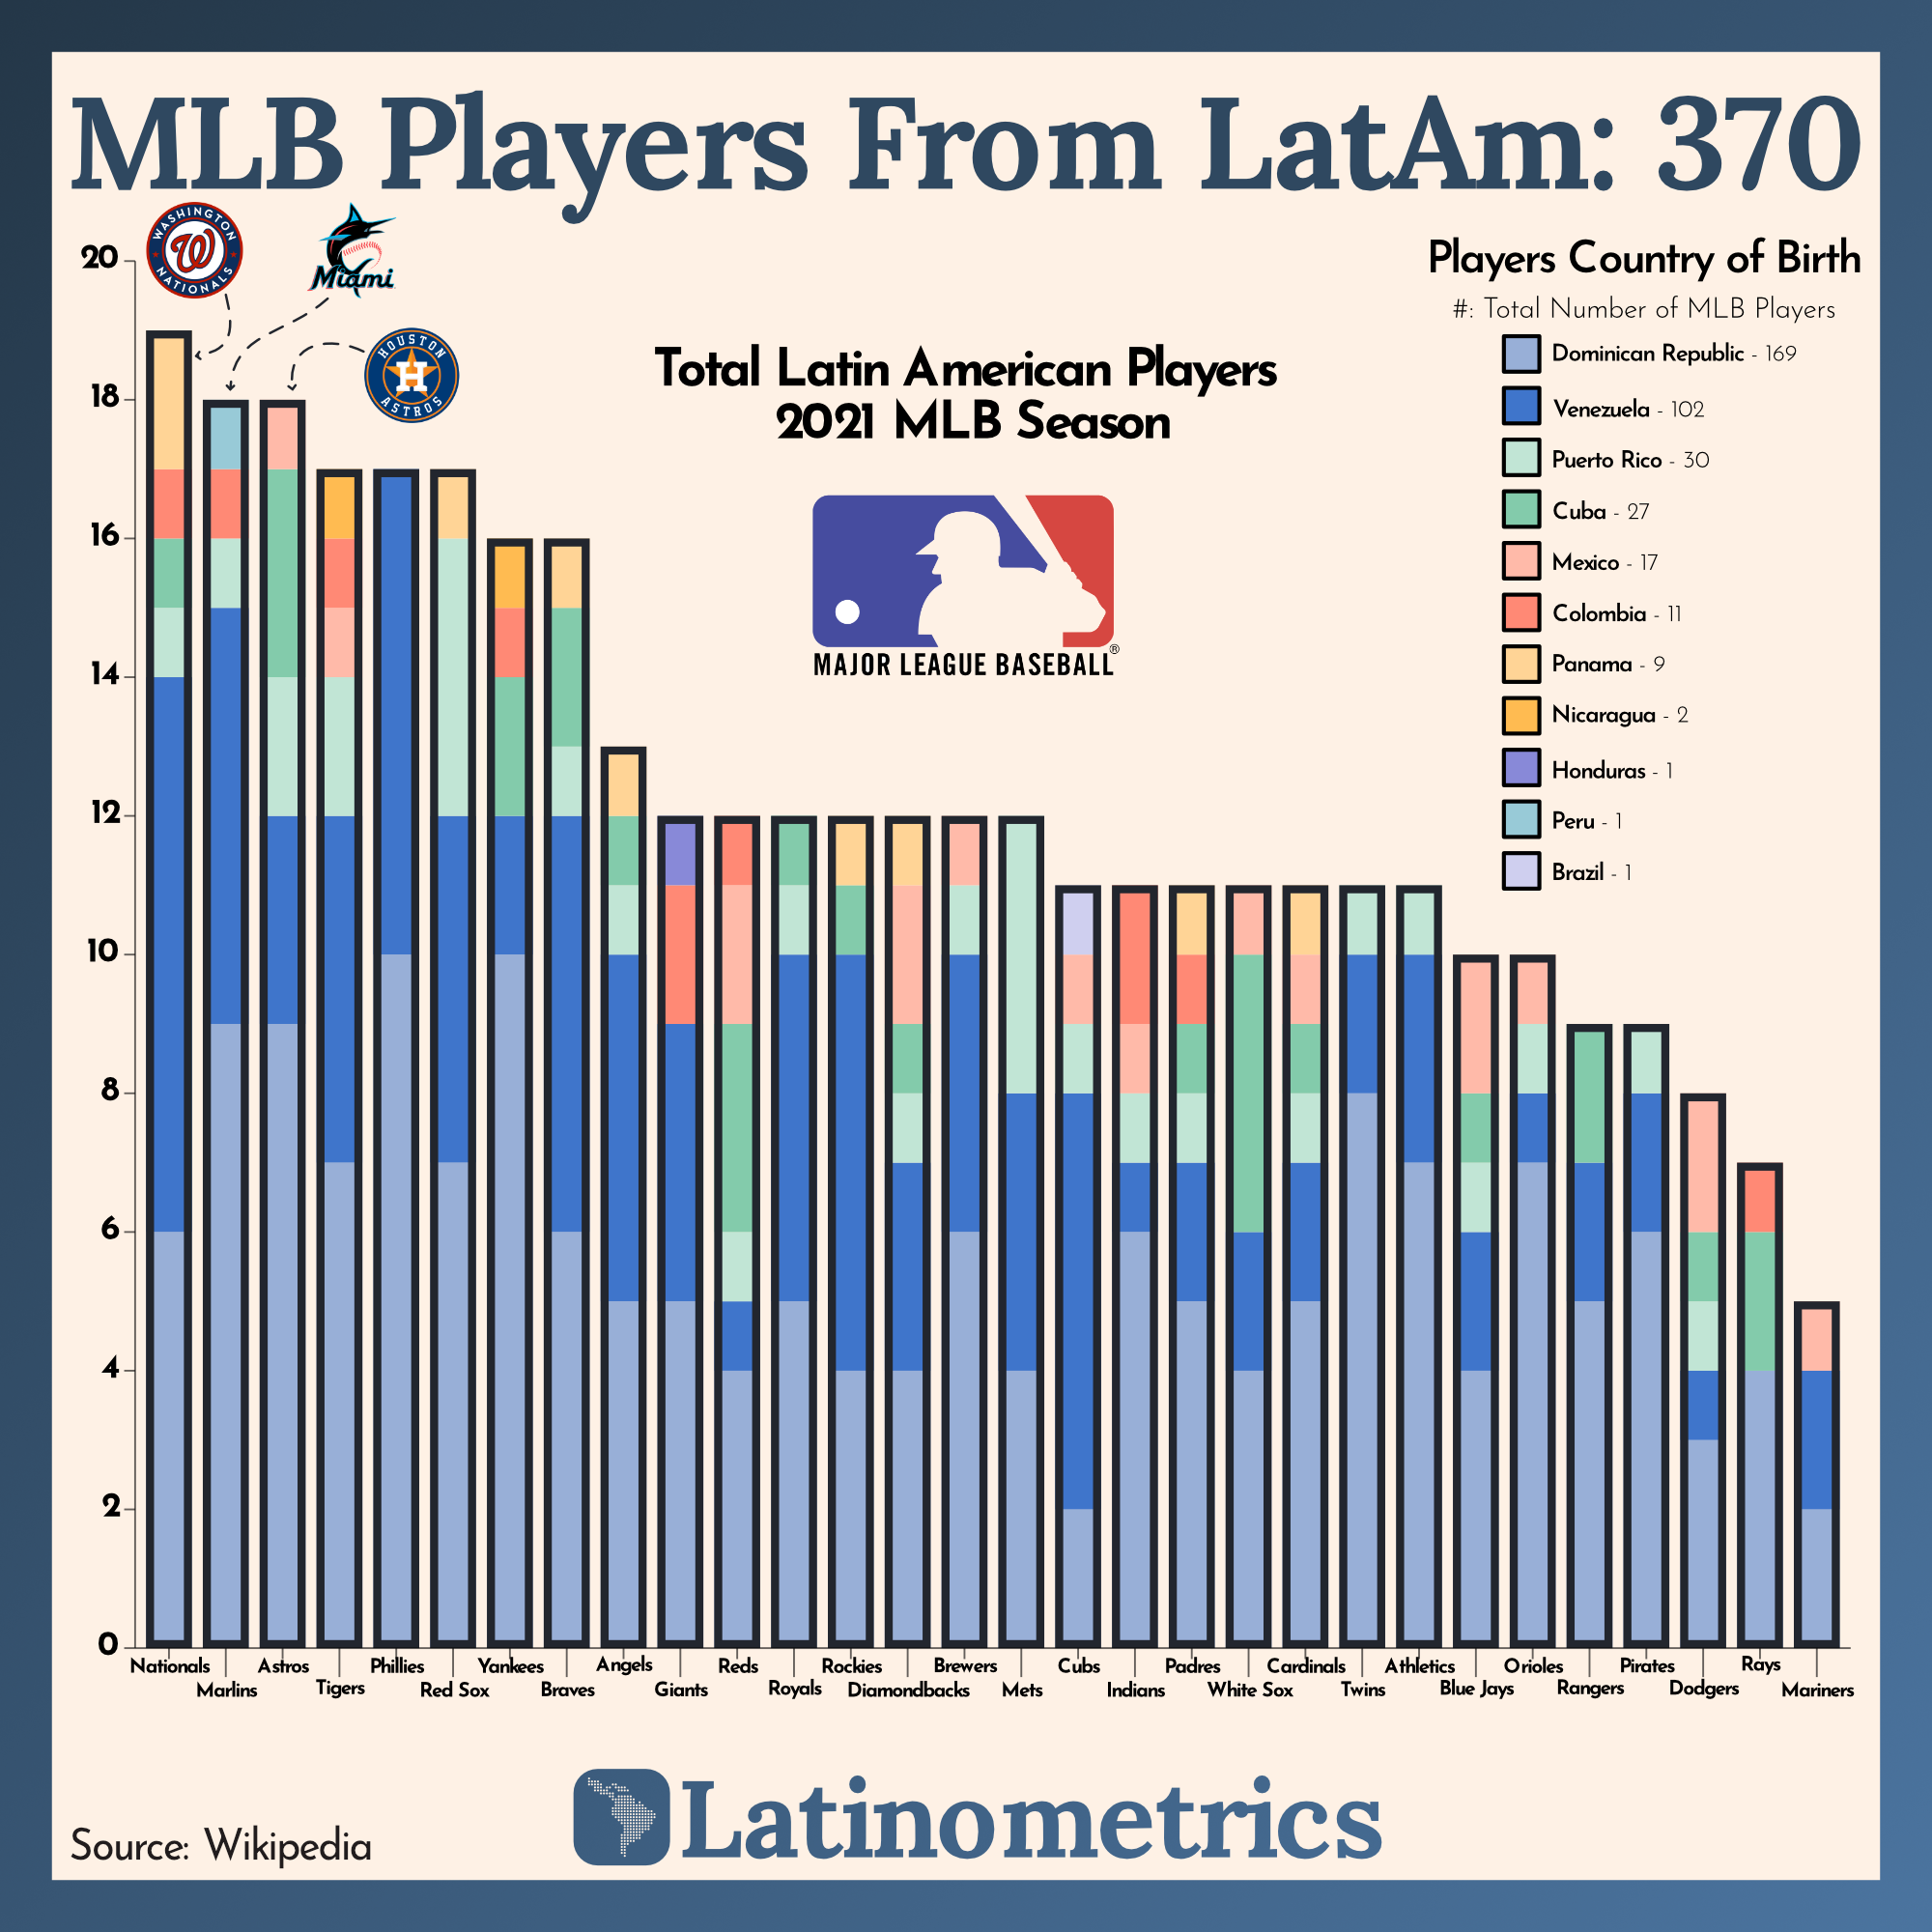 MLB Players From LatAm: 370
WASHINGTON
NATIONALS
W
Miami
HOUSTON
H
ASTROS
Total Latin American Players
2021 MLB Season
MAJOR LEAGUE BASEBALL®
Players Country of Birth
#: Total Number of MLB Players
Dominican Republic - 169
Venezuela - 102
Puerto Rico - 30
Cuba - 27
Mexico - 17
Colombia - 11
Panama - 9
Nicaragua - 2
Honduras - 1
Peru - 1
Brazil - 1
20
18
16
14
12
10
8
6
4
2
0
Nationals
Marlins
Astros
Tigers
Phillies
Red Sox
Yankees
Braves
Angels
Giants
Reds
Royals
Rockies
Diamondbacks
Brewers
Mets
Cubs
Indians
Padres
White Sox
Cardinals
Twins
Athletics
Blue Jays
Orioles
Rangers
Pirates
Dodgers
Rays
Mariners
Source: Wikipedia
Latinometrics